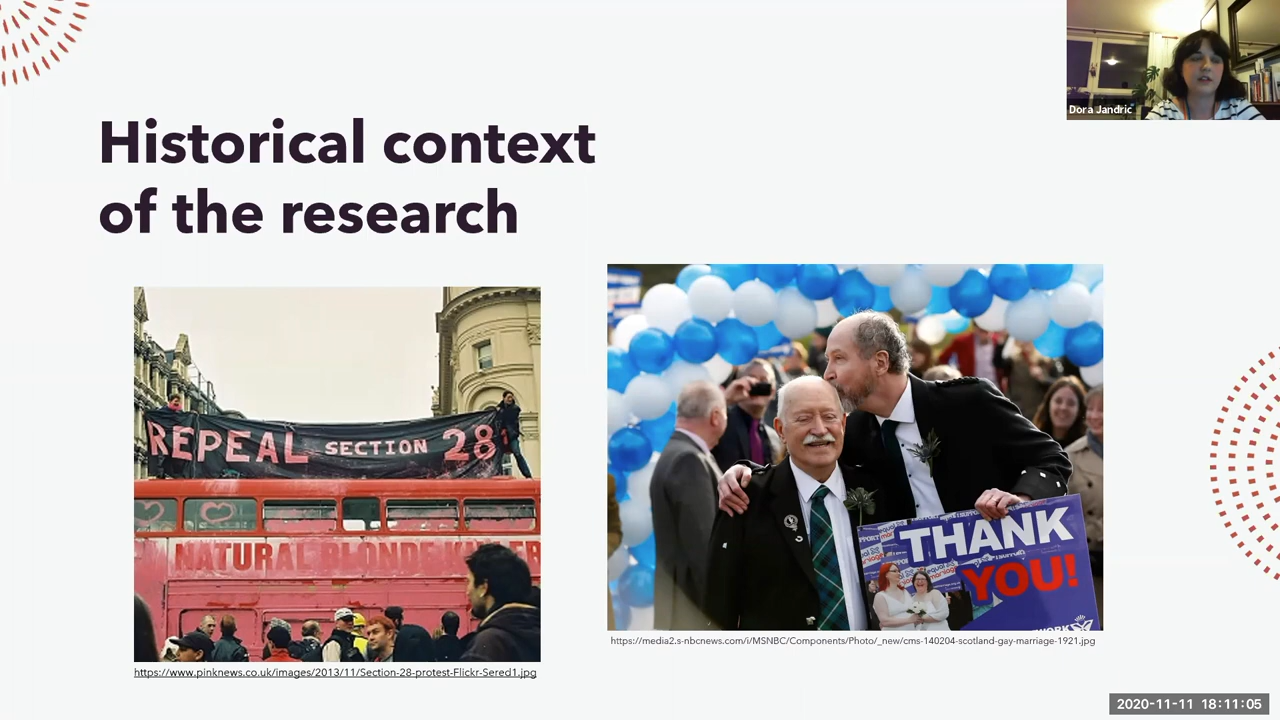 Dora Jandric
Historical context
of the research
REPEAL SECTION 28
NATURAL BLONDE KILLER
THANK
YOU!
https://www.pinknews.co.uk/images/2013/11/Section-28-protest-Flickr-Sered1.jpg
https://media2.s-nbcnews.com/i/MSNBC/Components/Photo/_new/cms-140204-scotland-gay-marriage-1921.jpg
2020-11-11 18:11:05